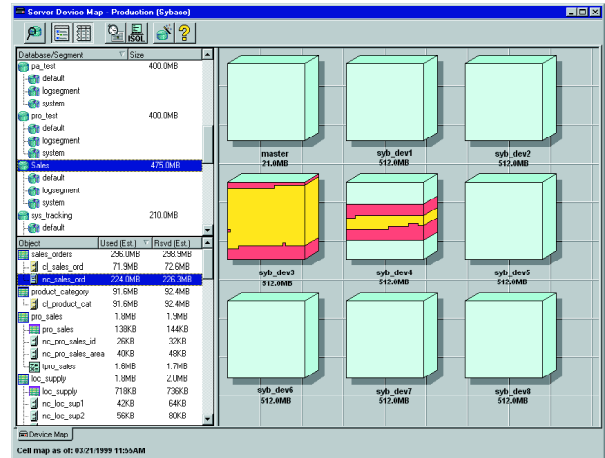 Server Device Map - Production (Sybase)
ISQL
Database/Segment Size
pa_test 400.0MB
default
logsegment
system
pro_test 400.0MB
default
logsegment
system
Sales 475.0MB
default
logsegment
system
sys_tracking 210.0MB
default
Object Used (Est.) Rsvd (Est.)
sales_orders 296.0MB 298.9MB
cl_sales_ord 71.9MB 72.6MB
nc_sales_ord 224.0MB 226.3MB
product_category 91.6MB 92.4MB
cl_product_cat 91.6MB 92.4MB
pro_sales 1.8MB 1.9MB
pro_sales 138KB 144KB
nc_pro_sales_id 26KB 32KB
nc_pro_sales_area 40KB 48KB
tpro_sales 1.6MB 1.7MB
loc_supply 1.8MB 2.0MB
loc_supply 718KB 736KB
nc_loc_sup1 42KB 64KB
nc_loc_sup2 56KB 80KB
master
21.0MB
syb_dev1
512.0MB
syb_dev2
512.0MB
syb_dev3
512.0MB
syb_dev4
512.0MB
syb_dev5
512.0MB
syb_dev6
512.0MB
syb_dev7
512.0MB
syb_dev8
512.0MB
Device Map
Cell map as of: 03/21/1999 11:55AM